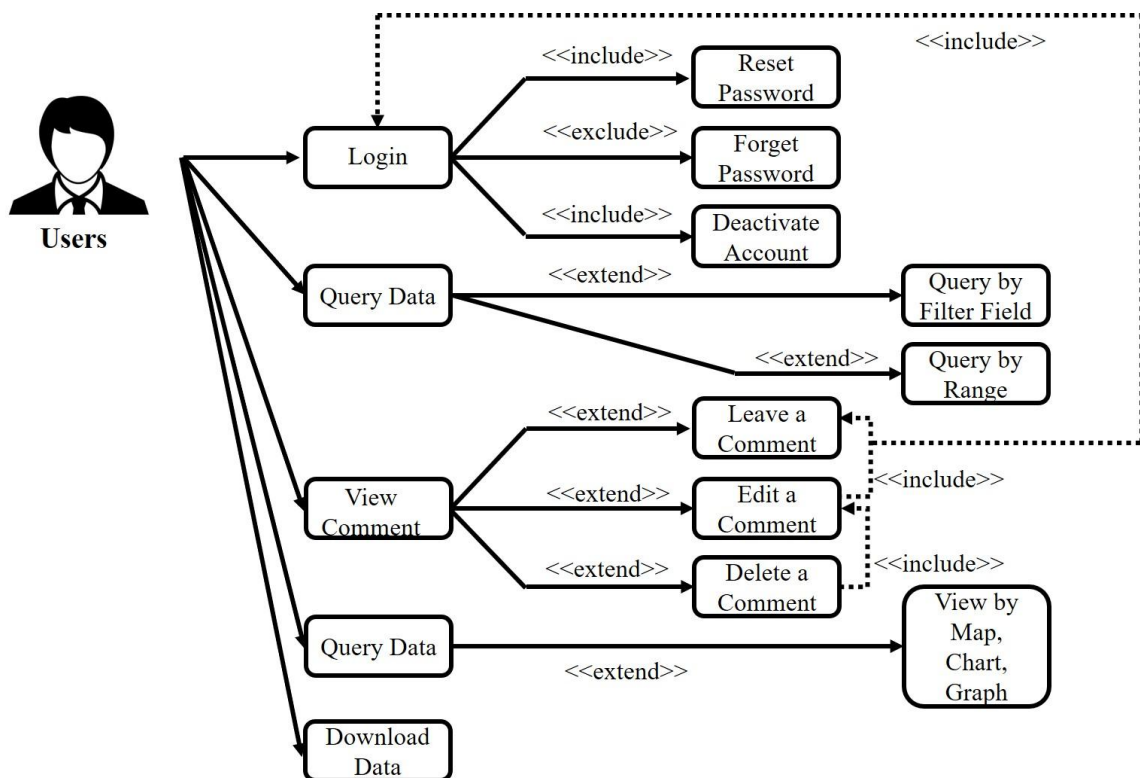 <<include>>
<<include>>
Reset
Password
<<exclude>>
Login
Forget
Password
Users
<<include>>
Deactivate
Account
<<extend>>
Query Data
Query by
Filter Field
<<extend>>
Query by
Range
<<extend>>
Leave a
Comment
<<include>>
View
Comment
<<extend>>
Edit a
Comment
<<include>>
<<extend>>
Delete a
Comment
Query Data
<<extend>>
View by
Map,
Chart,
Graph
Download
Data